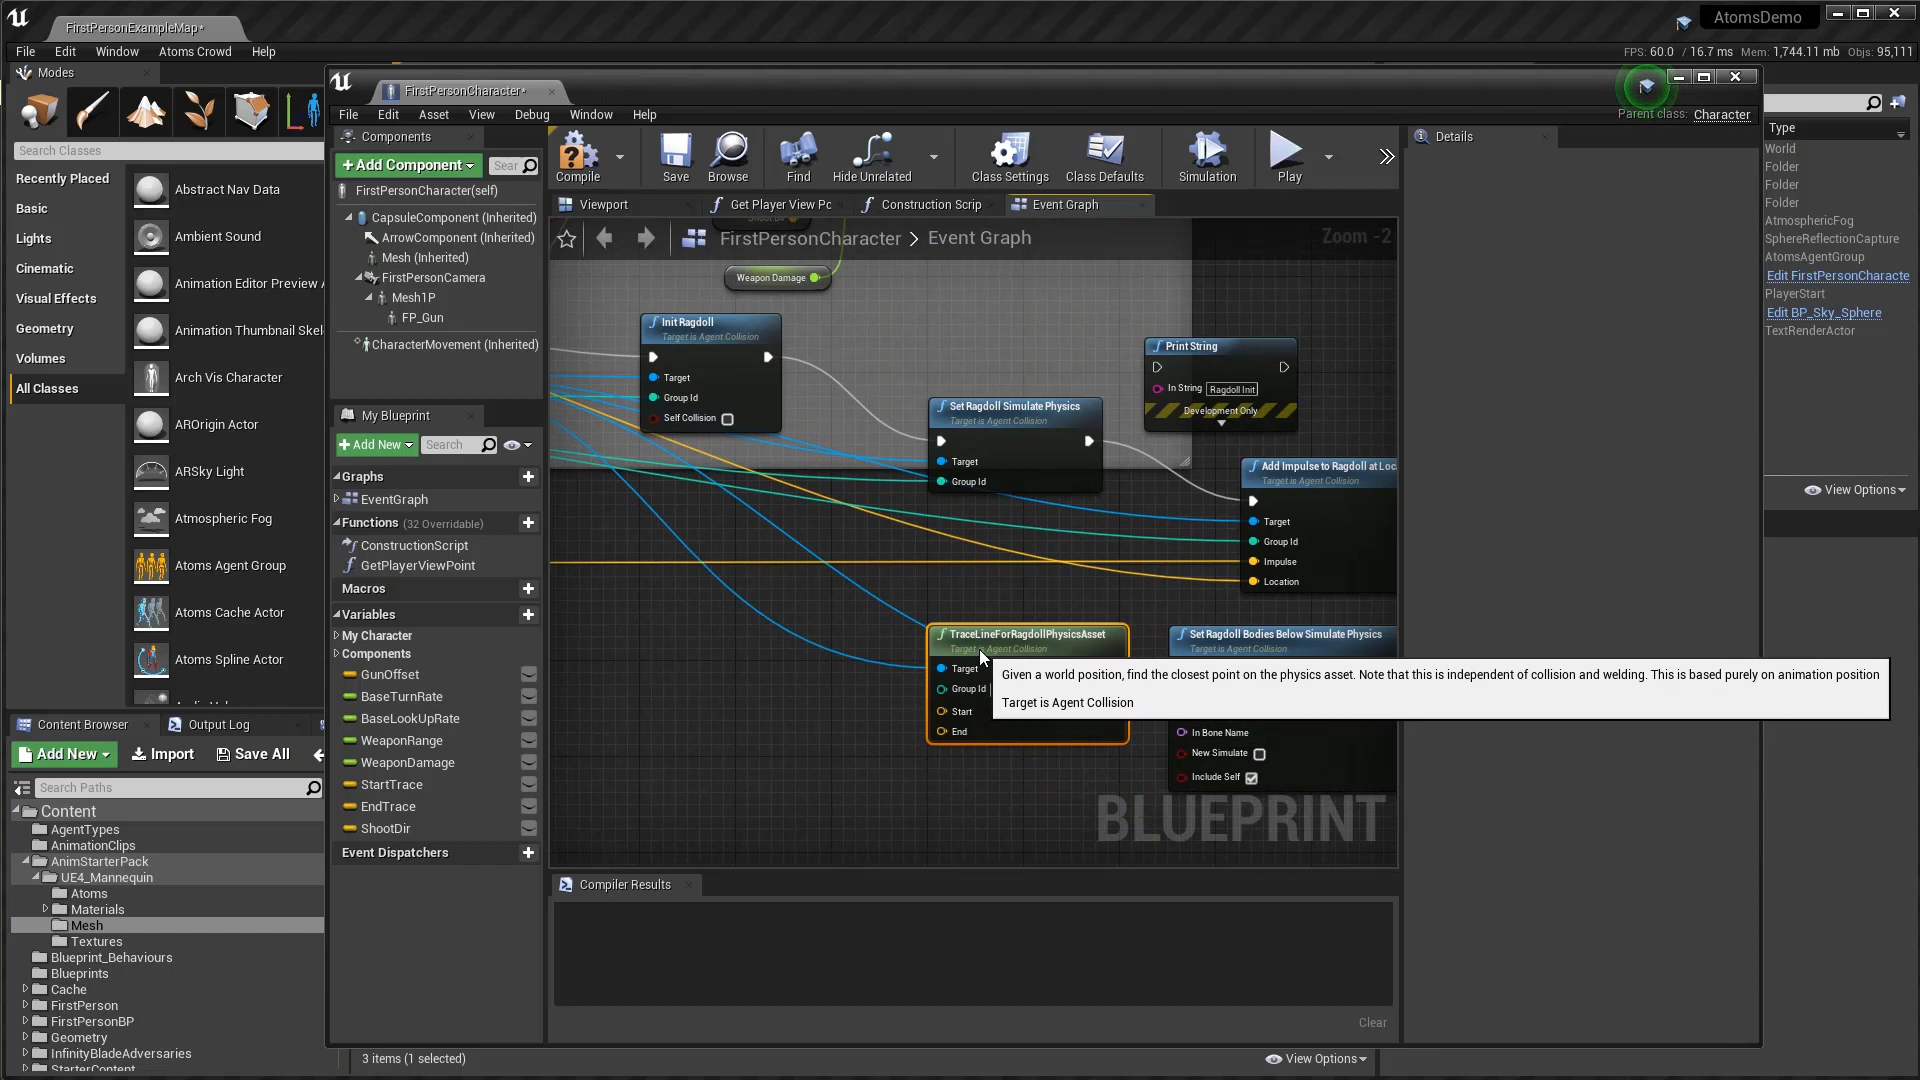 FirstPersonExampleMap*
AtomsDemo
File Edit Window Atoms Crowd Help
FPS: 60.0 / 16.7 ms Mem: 1,744.11 mb Objs: 95,111
Modes
Search Classes
Recently Placed
Basic
Lights
Cinematic
Visual Effects
Geometry
Volumes
All Classes
Abstract Nav Data
Ambient Sound
Animation Editor Preview
Animation Thumbnail Skel
Arch Vis Character
AROrigin Actor
ARSky Light
Atmospheric Fog
Atoms Agent Group
Atoms Cache Actor
Atoms Spline Actor
Content Browser
Output Log
Add New
Import
Save All
Search Paths
Content
AgentTypes
AnimationClips
AnimStarterPack
UE4_Mannequin
Atoms
Materials
Mesh
Textures
Blueprint_Behaviours
Blueprints
Cache
FirstPerson
FirstPersonBP
Geometry
InfinityBladeAdversaries
StarterContent
FirstPersonCharacter*
File Edit Asset View Debug Window Help
Parent class: Character
Components
+Add Component
Sear
FirstPersonCharacter(self)
CapsuleComponent (Inherited)
ArrowComponent (Inherited)
Mesh (Inherited)
FirstPersonCamera
Mesh1P
FP_Gun
CharacterMovement (Inherited)
My Blueprint
+Add New
Search
Graphs
EventGraph
Functions (32 Overridable)
ConstructionScript
GetPlayerViewPoint
Macros
Variables
My Character
Components
GunOffset
BaseTurnRate
BaseLookUpRate
WeaponRange
WeaponDamage
StartTrace
EndTrace
ShootDir
Event Dispatchers
Compile
Save
Browse
Find
Hide Unrelated
Class Settings
Class Defaults
Simulation
Play
Viewport
Get Player View Pc
Construction Scrip
Event Graph
FirstPersonCharacter > Event Graph
Zoom -2
Weapon Damage
Init Ragdoll
Target is Agent Collision
Target
Group Id
Self Collision
Set Ragdoll Simulate Physics
Target is Agent Collision
Target
Group Id
Print String
In String Ragdoll Init
Development Only
Add Impulse to Ragdoll at Loc
Target is Agent Collision
Target
Group Id
Impulse
Location
TraceLineForRagdollPhysicsAsset
Target is Agent Collision
Target
Group Id
Start
End
Set Ragdoll Bodies Below Simulate Physics
Target is Agent Collision
In Bone Name
New Simulate
Include Self
Given a world position, find the closest point on the physics asset. Note that this is independent of collision and welding. This is based purely on animation position
Target is Agent Collision
BLUEPRINT
Compiler Results
Clear
3 items (1 selected)
View Options
Details
Type
World
Folder
Folder
Folder
AtmosphericFog
SphereReflectionCapture
AtomsAgentGroup
Edit FirstPersonCharacte
PlayerStart
Edit BP_Sky_Sphere
TextRenderActor
View Options